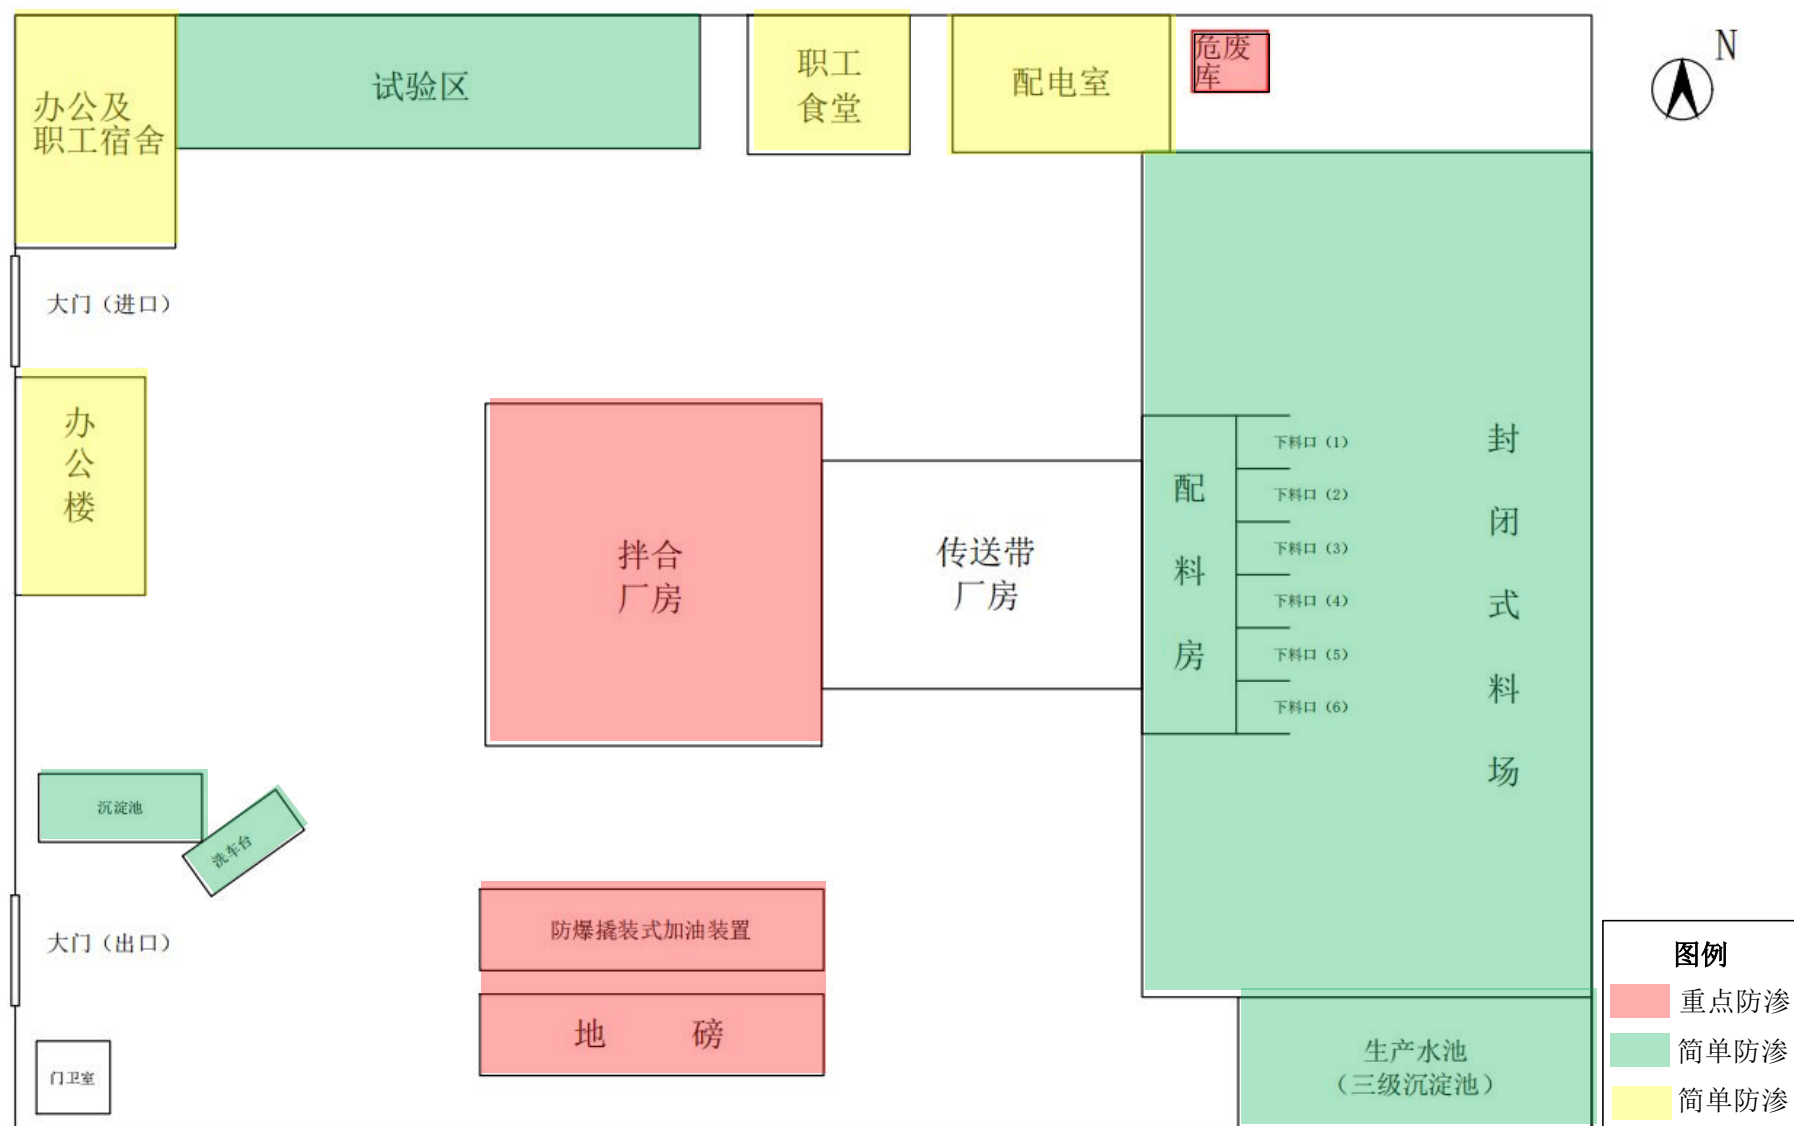 办公及
职工宿舍
试验区
职工
食堂
配电室
危废
库
N
大门（进口）
办
公
楼
拌合
厂房
传送带
厂房
配
料
房
下料口（1）
下料口（2）
下料口（3）
下料口（4）
下料口（5）
下料口（6）
封
闭
式
料
场
沉淀池
洗车台
大门（出口）
防爆撬装式加油装置
地 磅
门卫室
生产水池
（三级沉淀池）
图例
重点防渗
简单防渗
简单防渗